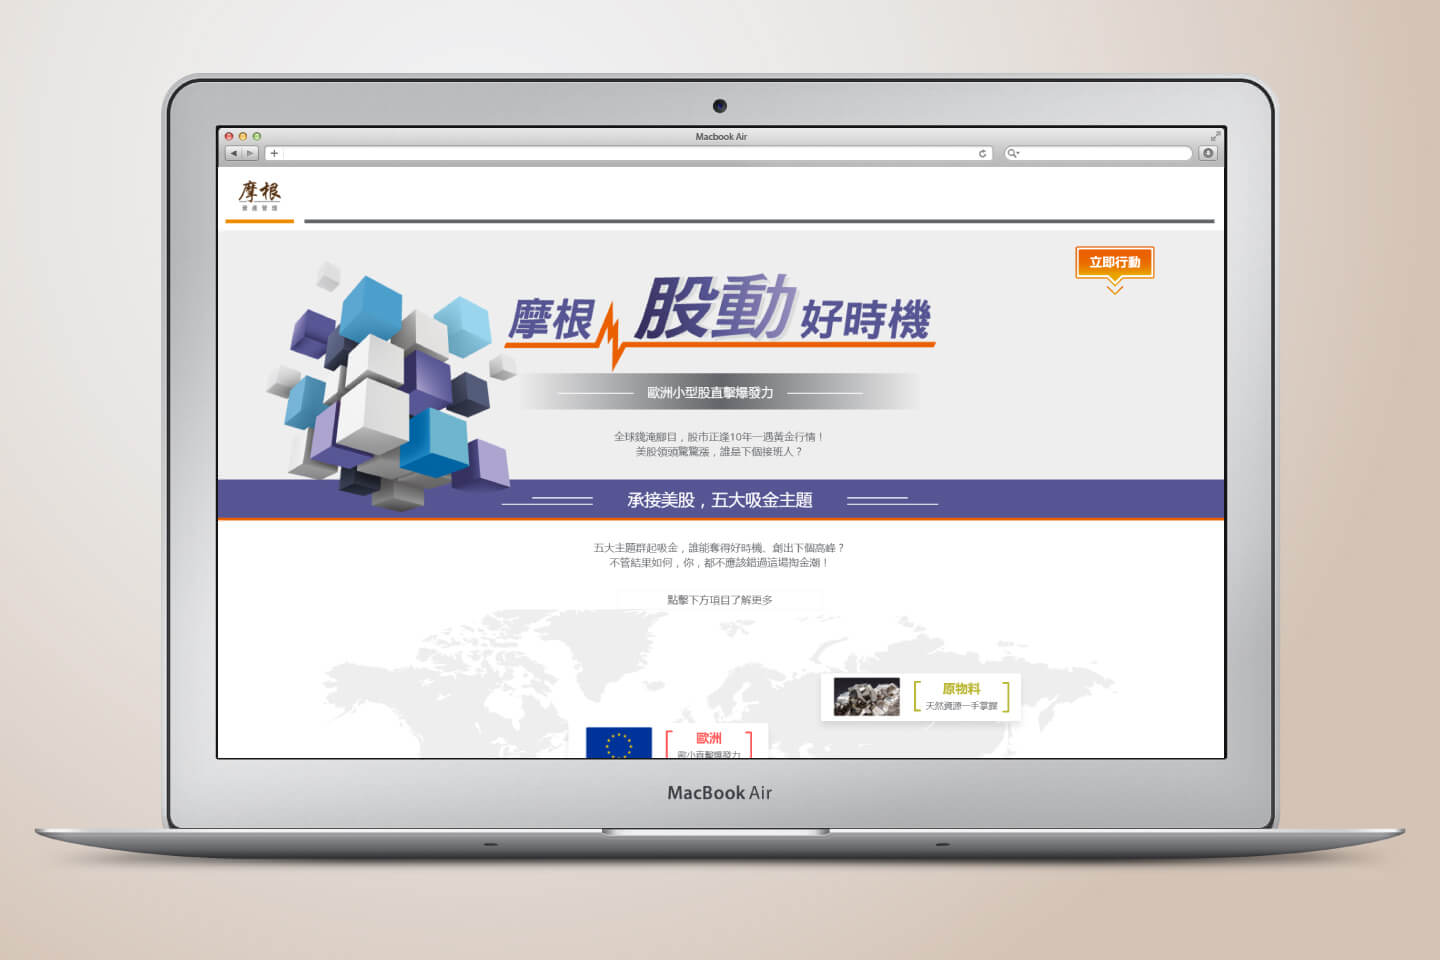 Macbook Air
摩根
資產管理
立即行動
摩根 股動 好時機
歐洲小型股直擊爆發力
全球錢淹腳目，股市正逢10年一遇黃金行情！
美股領頭驚驚漲，誰是下個接班人？
承接美股，五大吸金主題
五大主題群起吸金，誰能奪得好時機、創出下個高峰？
不管結果如何，你，都不應該錯過這場掏金潮！
點擊下方項目了解更多
原物料
天然資源一手掌握
歐洲
歐小直擊爆發力
MacBook Air